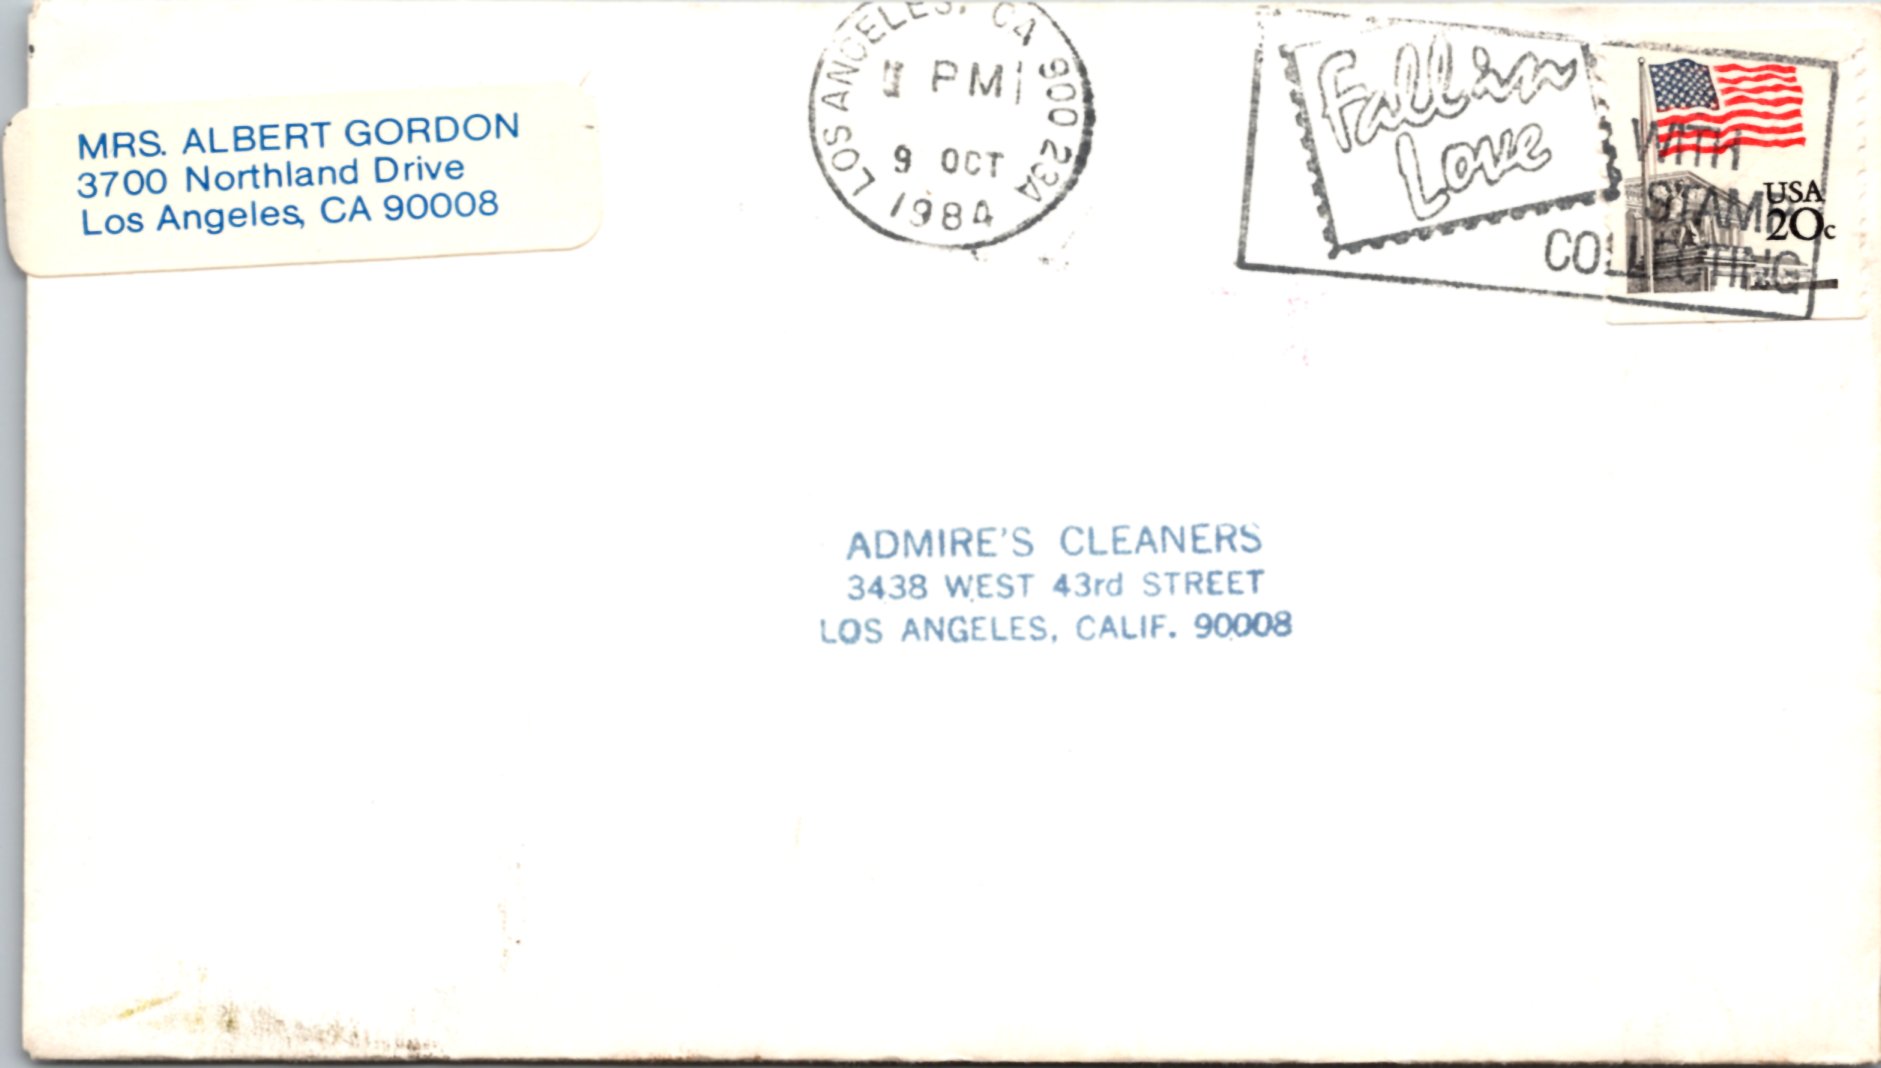 MRS. ALBERT GORDON
3700 Northland Drive
Los Angeles, CA 90008
LOS ANGELES, CA 900 23A
PM
9 OCT
1984
Fall in
Love
WITH
STAMP
COLLECTING
USA
20c
ADMIRE'S CLEANERS
3438 WEST 43rd STREET
LOS ANGELES, CALIF. 90008